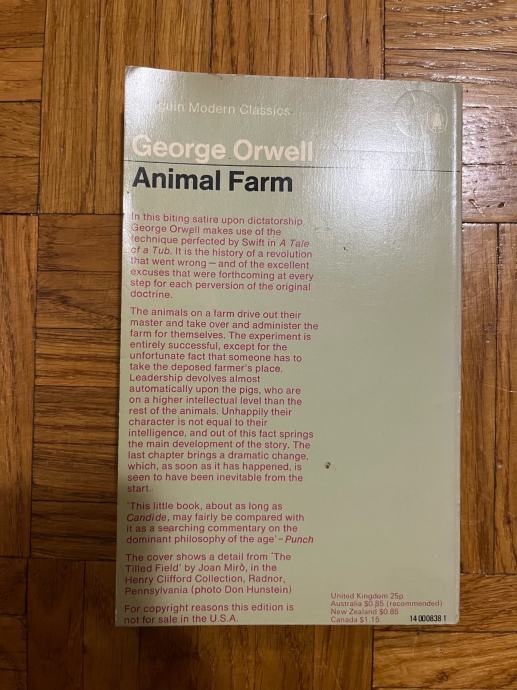 Penguin Modern Classics
George Orwell
Animal Farm
In this biting satire upon dictatorship,
George Orwell makes use of the
technique perfected by Swift in A Tale
of a Tub. It is the history of a revolution
that went wrong – and of the excellent
excuses that were forthcoming at every
step for each perversion of the original
doctrine.
The animals on a farm drive out their
master and take over and administer the
farm for themselves. The experiment is
entirely successful, except for the
unfortunate fact that someone has to
take the deposed farmer's place.
Leadership devolves almost
automatically upon the pigs, who are
on a higher intellectual level than the
rest of the animals. Unhappily their
character is not equal to their
intelligence, and out of this fact springs
the main development of the story. The
last chapter brings a dramatic change,
which, as soon as it has happened, is
seen to have been inevitable from the
start.
'This little book, about as long as
Candide, may fairly be compared with
it as a searching commentary on the
dominant philosophy of the age' – Punch
The cover shows a detail from 'The
Tilled Field' by Joan Mirò, in the
Henry Clifford Collection, Radnor,
Pennsylvania (photo Don Hunstein)
For copyright reasons this edition is
not for sale in the U.S.A.
United Kingdom 25p
Australia $0.85 (recommended)
New Zealand $0.85
Canada $1.15
14 000838 1